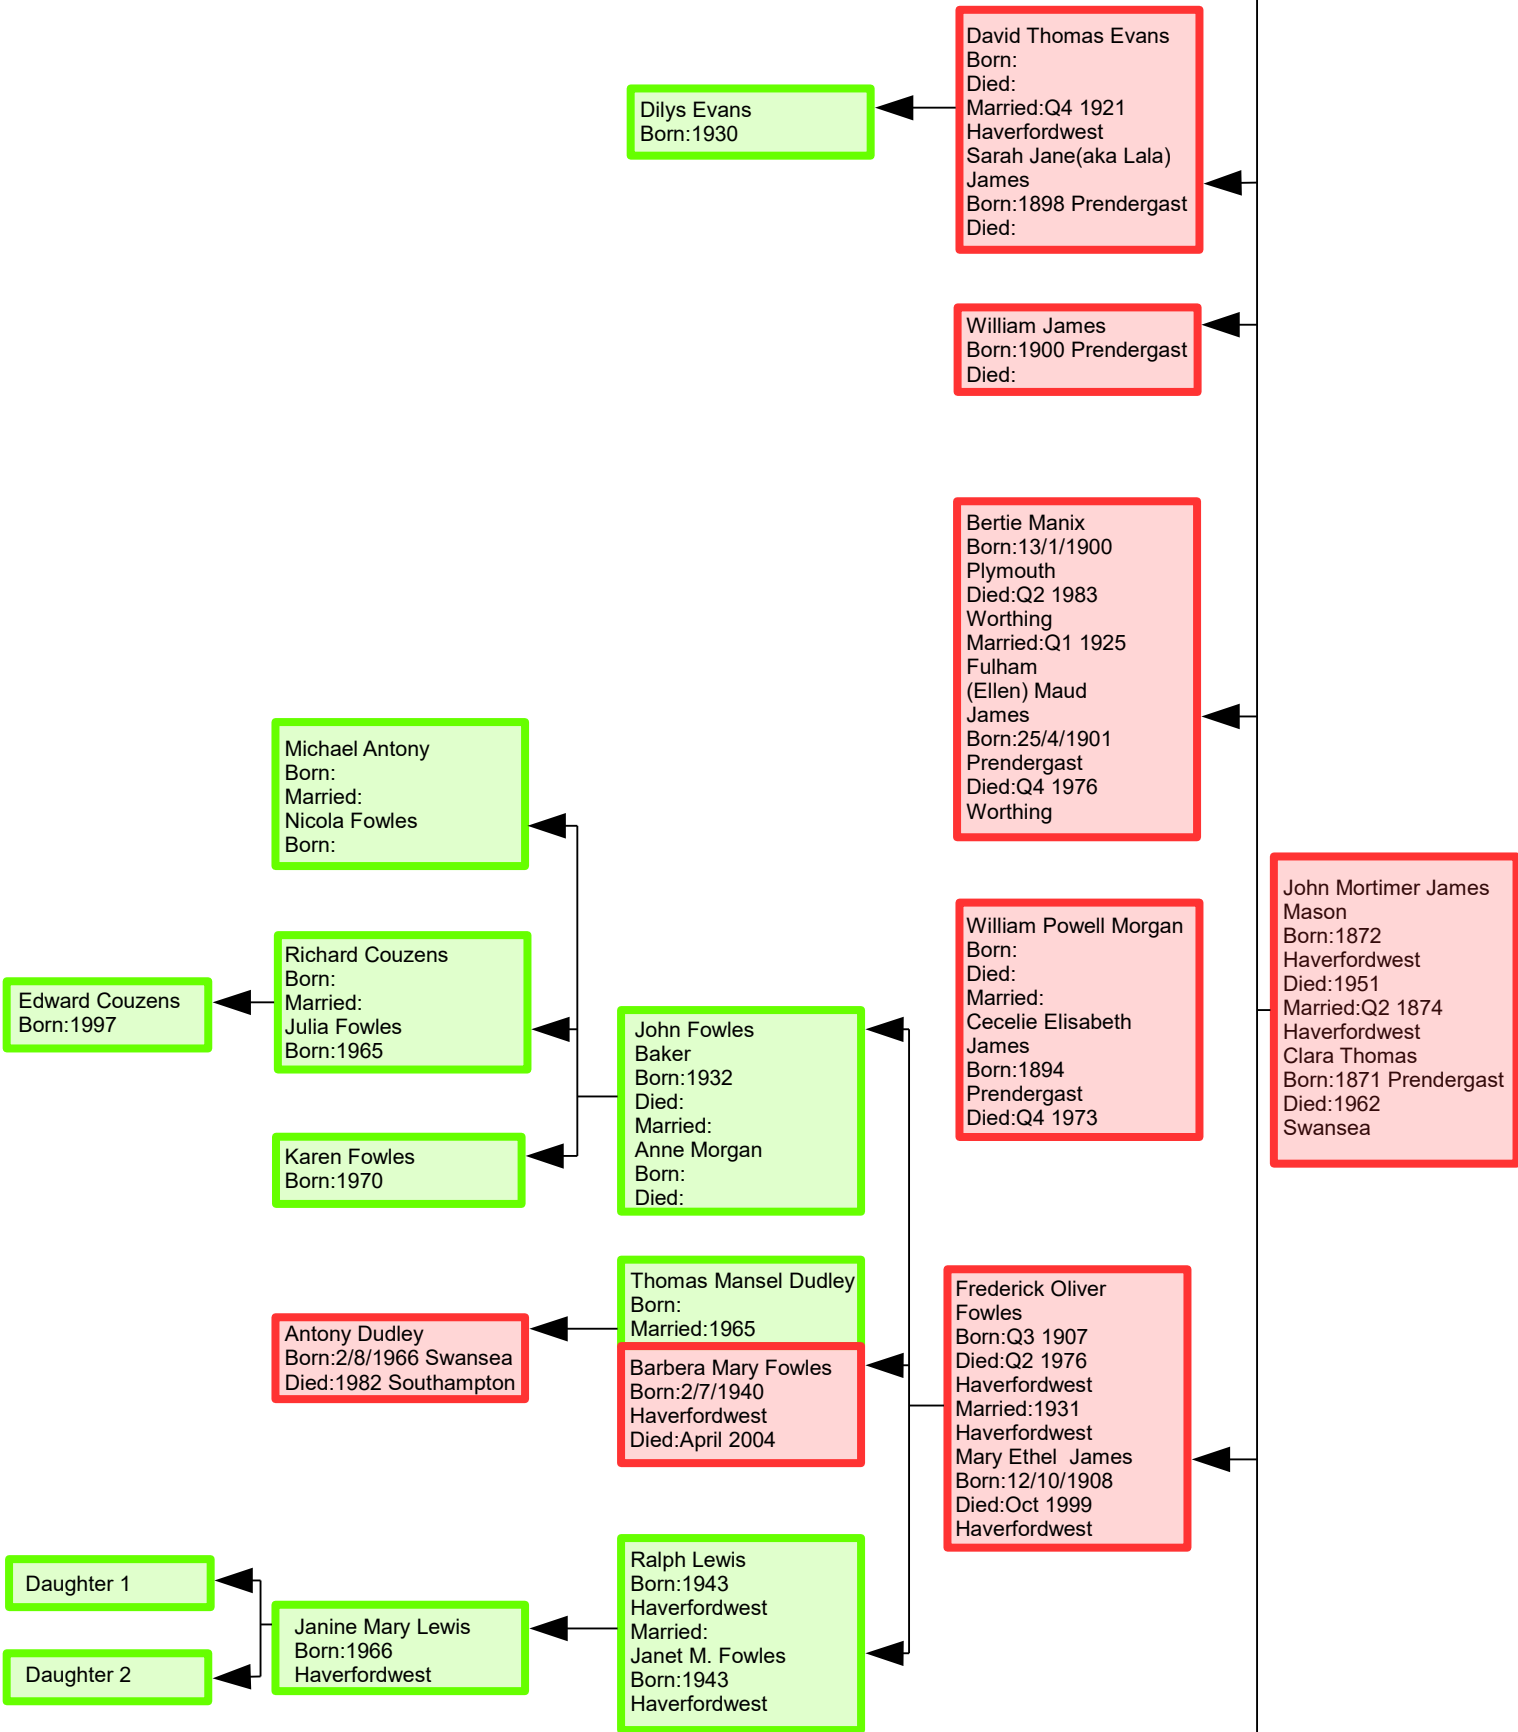 David Thomas Evans
Born:
Died:
Married:Q4 1921
Haverfordwest
Sarah Jane(aka Lala)
James
Born:1898 Prendergast
Died:
Dilys Evans
Born:1930
William James
Born:1900 Prendergast
Died:
Bertie Manix
Born:13/1/1900
Plymouth
Died:Q2 1983
Worthing
Married:Q1 1925
Fulham
(Ellen) Maud
James
Born:25/4/1901
Prendergast
Died:Q4 1976
Worthing
Michael Antony
Born:
Married:
Nicola Fowles
Born:
John Mortimer James
Mason
Born:1872
Haverfordwest
Died:1951
Married:Q2 1874
Haverfordwest
Clara Thomas
Born:1871 Prendergast
Died:1962
Swansea
William Powell Morgan
Born:
Died:
Married:
Cecelie Elisabeth
James
Born:1894
Prendergast
Died:Q4 1973
Richard Couzens
Born:
Married:
Julia Fowles
Born:1965
Edward Couzens
Born:1997
John Fowles
Baker
Born:1932
Died:
Married:
Anne Morgan
Born:
Died:
Karen Fowles
Born:1970
Thomas Mansel Dudley
Born:
Married:1965
Barbera Mary Fowles
Born:2/7/1940
Haverfordwest
Died:April 2004
Antony Dudley
Born:2/8/1966 Swansea
Died:1982 Southampton
Frederick Oliver
Fowles
Born:Q3 1907
Died:Q2 1976
Haverfordwest
Married:1931
Haverfordwest
Mary Ethel  James
Born:12/10/1908
Died:Oct 1999
Haverfordwest
Ralph Lewis
Born:1943
Haverfordwest
Married:
Janet M. Fowles
Born:1943
Haverfordwest
Daughter 1
Janine Mary Lewis
Born:1966
Haverfordwest
Daughter 2